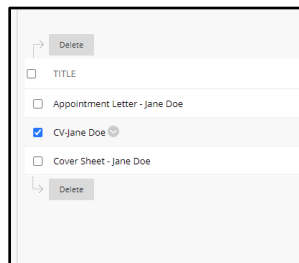 Delete
TITLE
Appointment Letter - Jane Doe
CV-Jane Doe
Cover Sheet - Jane Doe
Delete